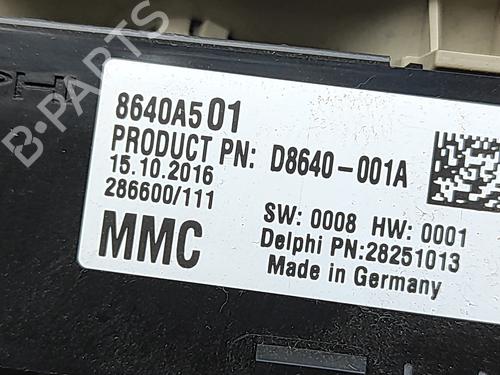 8640A501
PRODUCT PN: D8640-001A
15.10.2016
286600/111
SW: 0008 HW: 0001
MMC
Delphi PN:28251013
Made in Germany
B-PARTS